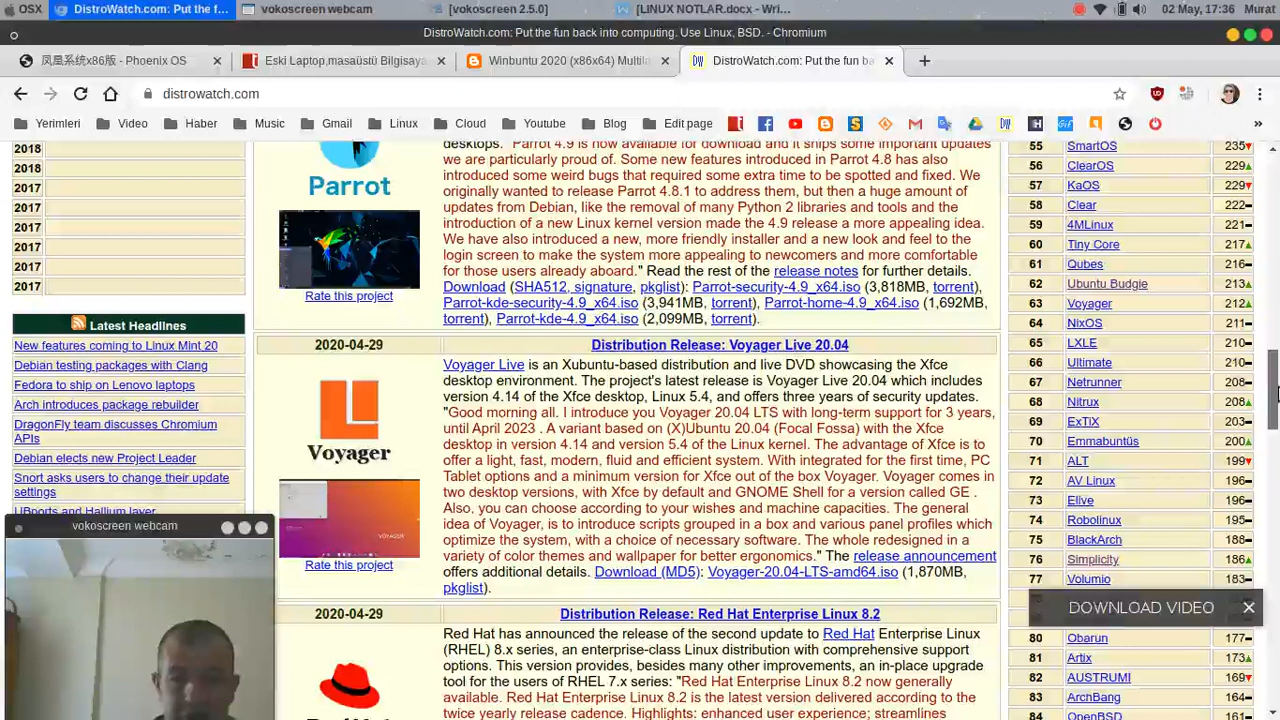 OSX
DistroWatch.com: Put the f...
vokoscreen webcam
[vokoscreen 2.5.0]
[LINUX NOTLAR.docx - Wri...
02 May, 17:36
Murat
DistroWatch.com: Put the fun back into computing. Use Linux, BSD. - Chromium
凤凰系统x86版 - Phoenix OS
Eski Laptop,masaüstü Bilgisaya
Winbuntu 2020 (x86x64) Multila
DistroWatch.com: Put the fun ba
distrowatch.com
Yerimleri
Video
Haber
Music
Gmail
Linux
Cloud
Youtube
Blog
Edit page
2018
2018
2017
2017
2017
2017
2017
Latest Headlines
New features coming to Linux Mint 20
Debian testing packages with Clang
Fedora to ship on Lenovo laptops
Arch introduces package rebuilder
DragonFly team discusses Chromium
APIs
Debian elects new Project Leader
Snort asks users to change their update
settings
UBports and Hallium layer
vokoscreen webcam
Parrot
Rate this project
desktops. "Parrot 4.9 is now available for download and it ships some important updates
we are particularly proud of. Some new features introduced in Parrot 4.8 has also
introduced some weird bugs that required some extra time to be spotted and fixed. We
originally wanted to release Parrot 4.8.1 to address them, but then a huge amount of
updates from Debian, like the removal of many Python 2 libraries and tools and the
introduction of a new Linux kernel version made the 4.9 release a more appealing idea.
We have also introduced a new, more friendly installer and a new look and feel to the
login screen to make the system more appealing to newcomers and more comfortable
for those users already aboard." Read the rest of the release notes for further details.
Download (SHA512, signature, pkglist): Parrot-security-4.9_x64.iso (3,818MB, torrent),
Parrot-kde-security-4.9_x64.iso (3,941MB, torrent), Parrot-home-4.9_x64.iso (1,692MB,
torrent), Parrot-kde-4.9_x64.iso (2,099MB, torrent).
2020-04-29
Distribution Release: Voyager Live 20.04
Voyager
VOYAGER
Rate this project
Voyager Live is an Xubuntu-based distribution and live DVD showcasing the Xfce
desktop environment. The project's latest release is Voyager Live 20.04 which includes
version 4.14 of the Xfce desktop, Linux 5.4, and offers three years of security updates.
"Good morning all. I introduce you Voyager 20.04 LTS with long-term support for 3 years,
until April 2023 . A variant based on (X)Ubuntu 20.04 (Focal Fossa) with the Xfce
desktop in version 4.14 and version 5.4 of the Linux kernel. The advantage of Xfce is to
offer a light, fast, modern, fluid and efficient system. With integrated for the first time, PC
Tablet options and a minimum version for Xfce out of the box Voyager. Voyager comes in
two desktop versions, with Xfce by default and GNOME Shell for a version called GE .
Also, you can choose according to your wishes and machine capacities. The general
idea of Voyager, is to introduce scripts grouped in a box and various panel profiles which
optimize the system, with a choice of necessary software. The whole redesigned in a
variety of color themes and wallpaper for better ergonomics." The release announcement
offers additional details. Download (MD5): Voyager-20.04-LTS-amd64.iso (1,870MB,
pkglist).
2020-04-29
Distribution Release: Red Hat Enterprise Linux 8.2
Red Hat has announced the release of the second update to Red Hat Enterprise Linux
(RHEL) 8.x series, an enterprise-class Linux distribution with comprehensive support
options. This version provides, besides many other improvements, an in-place upgrade
tool for the users of RHEL 7.x series: "Red Hat Enterprise Linux 8.2 now generally
available. Red Hat Enterprise Linux 8.2 is the latest version delivered according to the
twice yearly release cadence. Highlights: enhanced user experience; streamlines
55 SmartOS 235
56 ClearOS 229
57 KaOS 229
58 Clear 222
59 4MLinux 221
60 Tiny Core 217
61 Qubes 216
62 Ubuntu Budgie 213
63 Voyager 212
64 NixOS 211
65 LXLE 210
66 Ultimate 210
67 Netrunner 208
68 Nitrux 208
69 ExTiX 203
70 Emmabuntüs 200
71 ALT 199
72 AV Linux 196
73 Elive 196
74 Robolinux 195
75 BlackArch 188
76 Simplicity 186
77 Volumio 183
DOWNLOAD VIDEO
80 Obarun 177
81 Artix 173
82 AUSTRUMI 169
83 ArchBang 164
84 OpenBSD 161